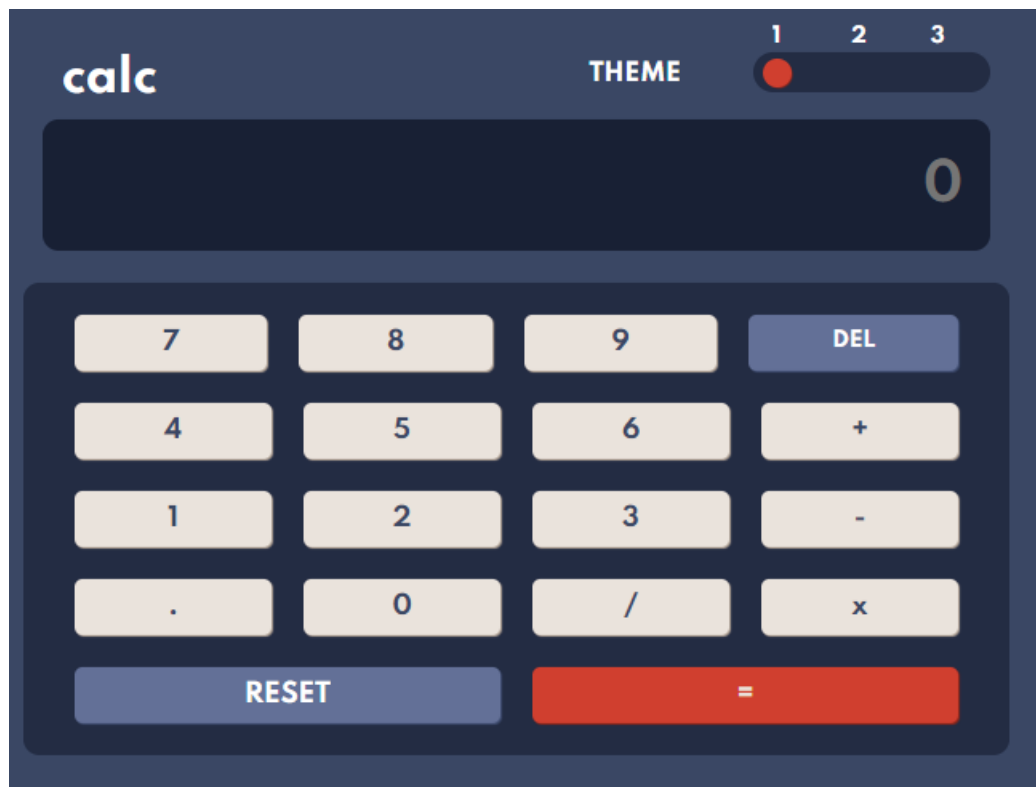 1 2 3
calc THEME
0
7 8 9 DEL
4 5 6 +
1 2 3 -
. 0 / x
RESET =